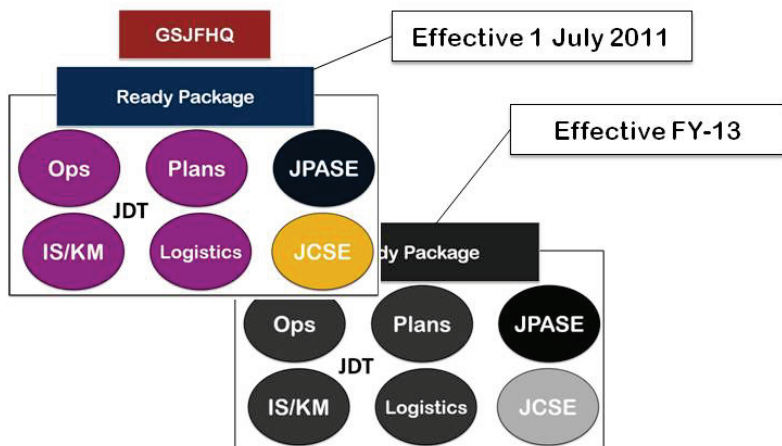 GSJFHQ
Effective 1 July 2011
Ready Package
Effective FY-13
Ops Plans JPASE
JDT
IS/KM Logistics JCSE
dy Package
Ops Plans JPASE
JDT
IS/KM Logistics JCSE